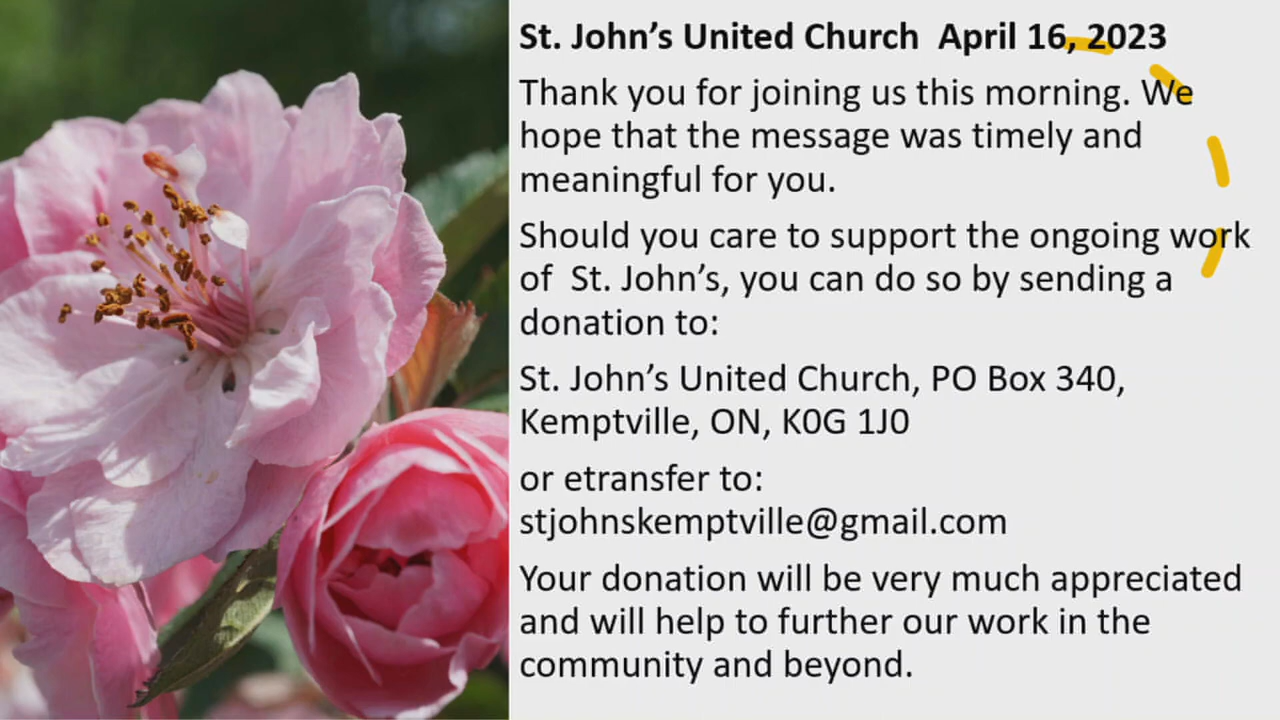 St. John’s United Church  April 16, 2023
Thank you for joining us this morning. We
hope that the message was timely and
meaningful for you.
Should you care to support the ongoing work
of  St. John’s, you can do so by sending a
donation to:
St. John’s United Church, PO Box 340,
Kemptville, ON, K0G 1J0
or etransfer to:
stjohnskemptville@gmail.com
Your donation will be very much appreciated
and will help to further our work in the
community and beyond.